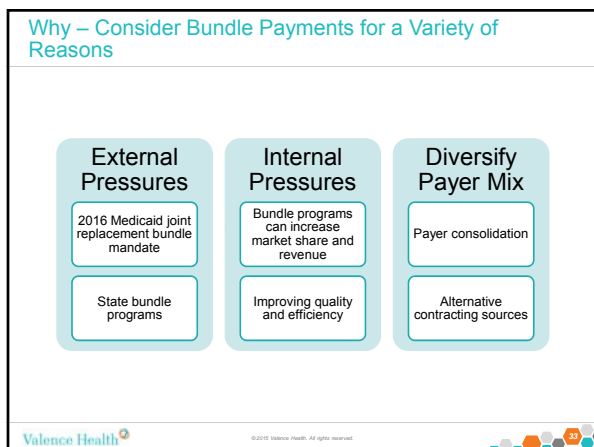 Why – Consider Bundle Payments for a Variety of
Reasons
External
Pressures
2016 Medicaid joint
replacement bundle
mandate
State bundle
programs
Internal
Pressures
Bundle programs
can increase
market share and
revenue
Improving quality
and efficiency
Diversify
Payer Mix
Payer consolidation
Alternative
contracting sources
Valence Health
©2015 Valence Health. All rights reserved.
33